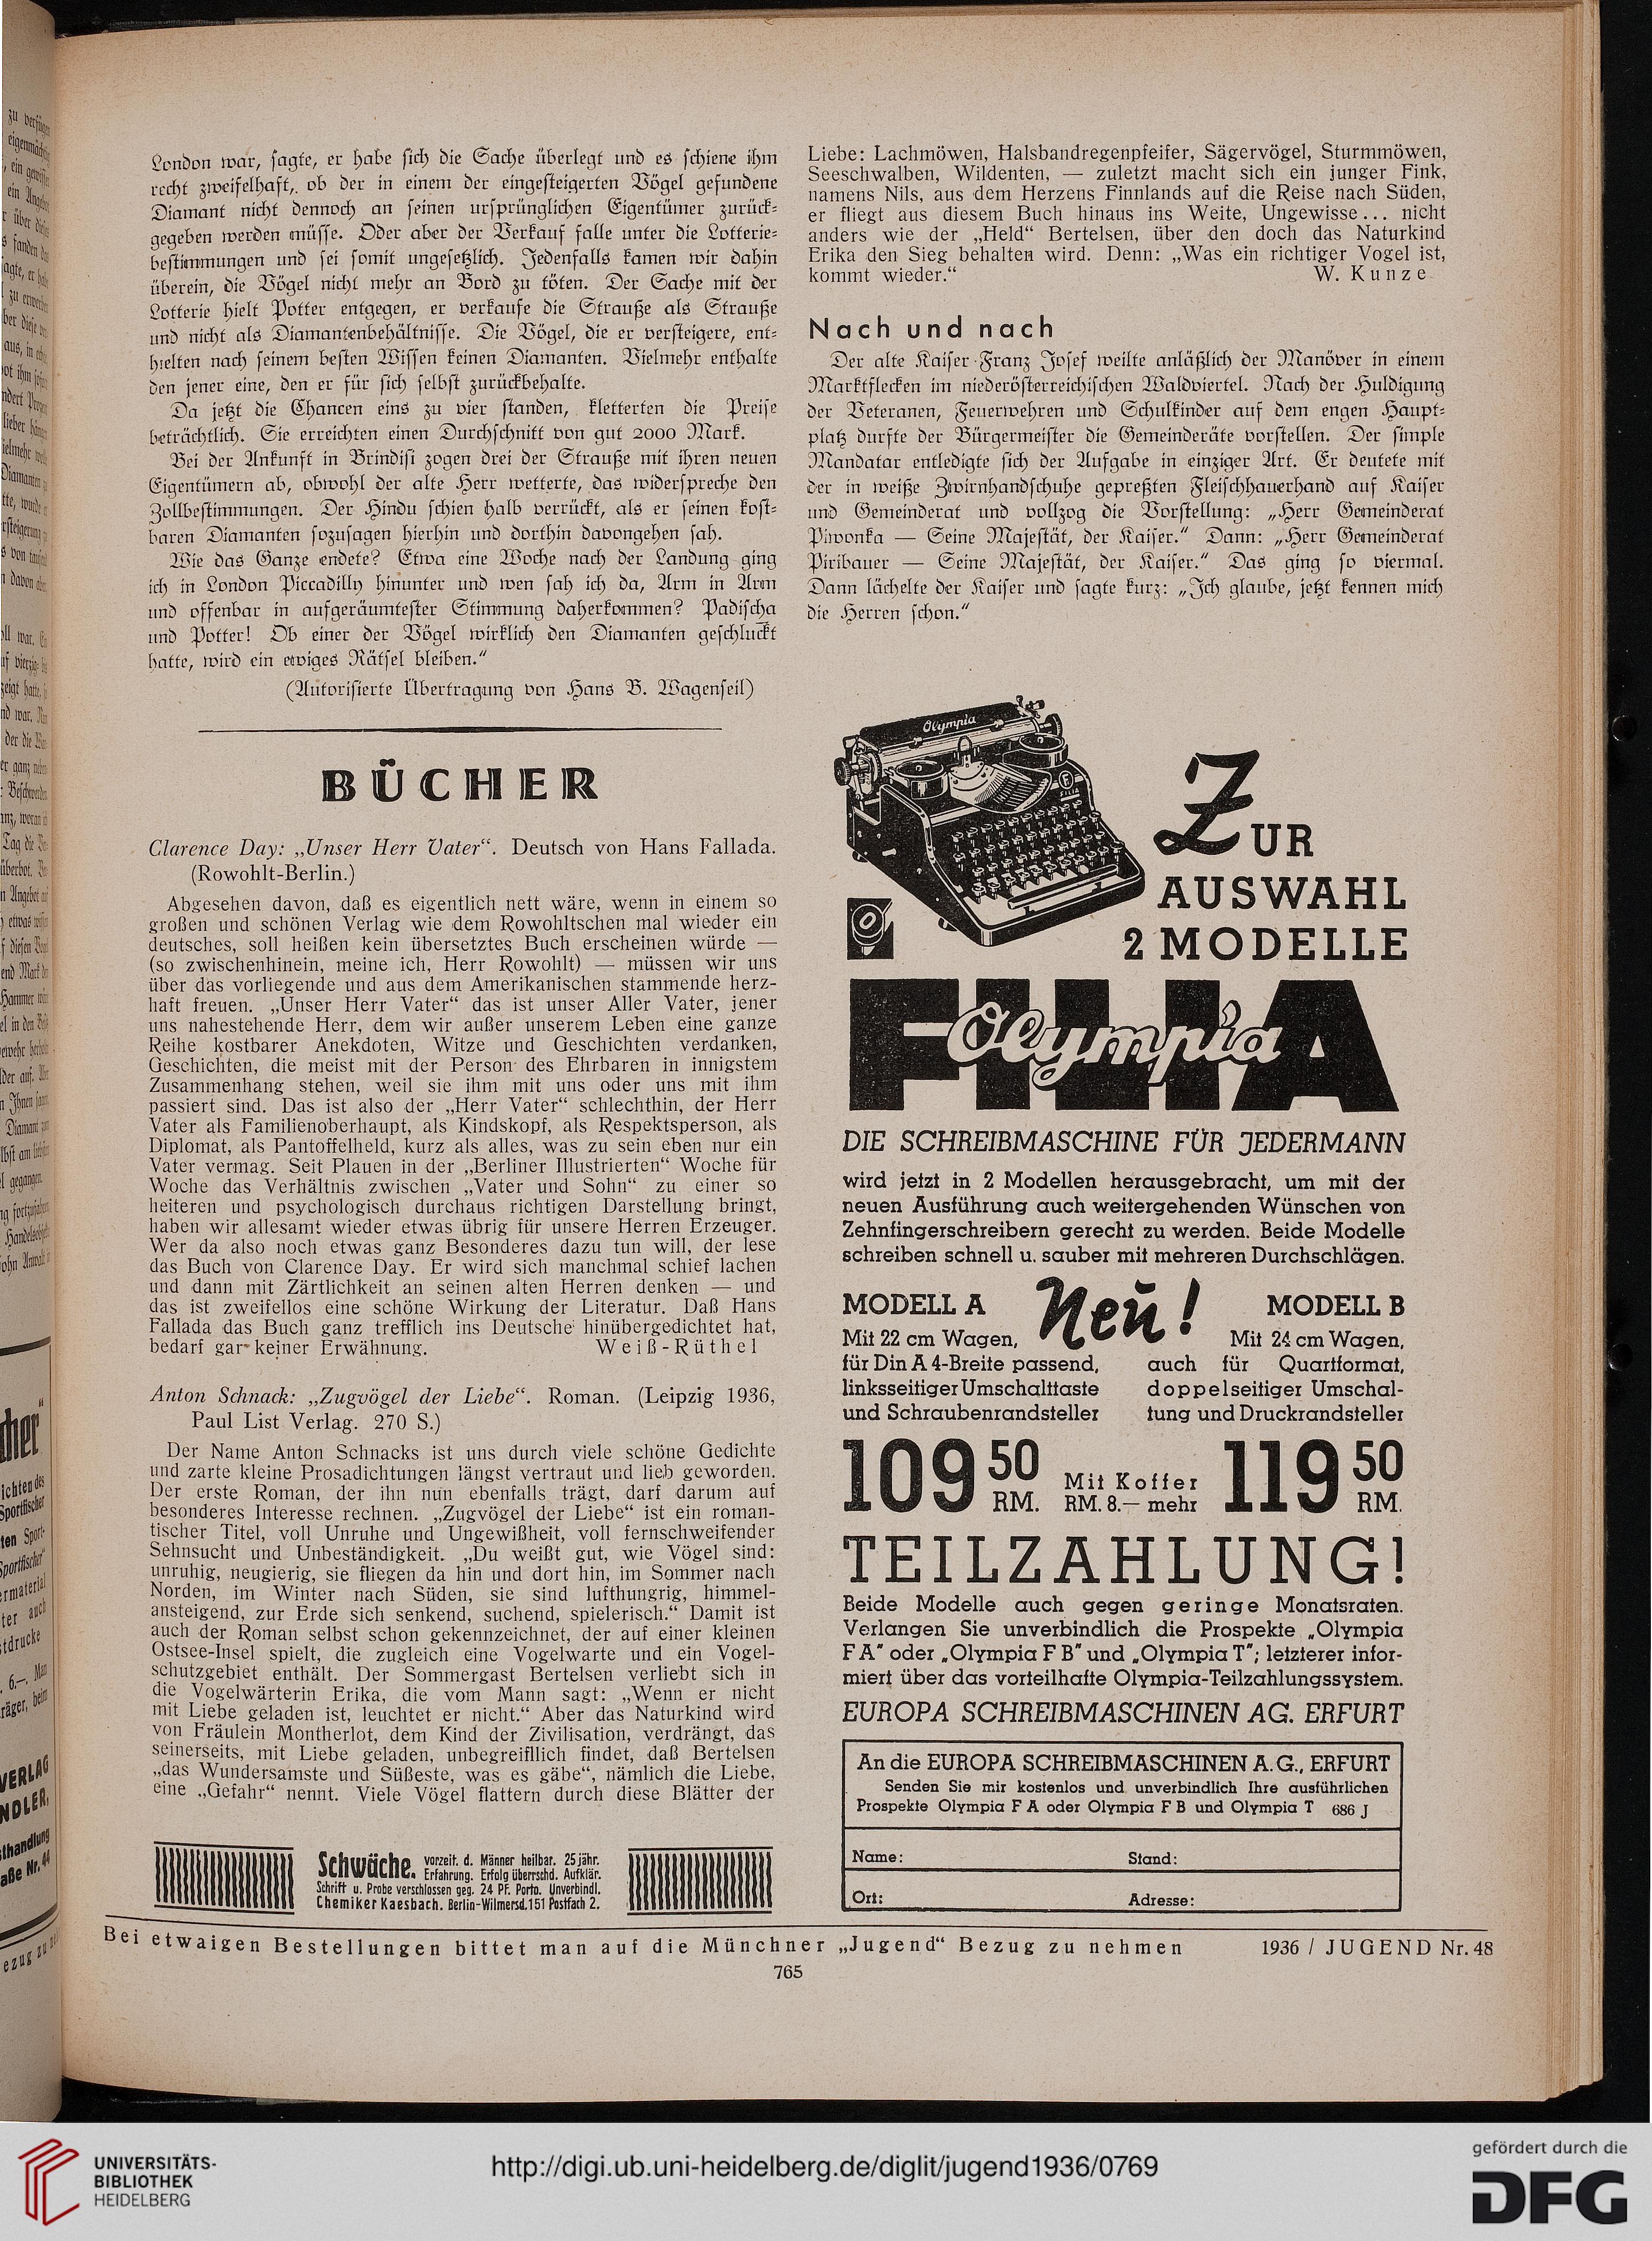 London war, sagte, er habe sich die Sache überlegt und es schiene ihm
recht zweifelhaft, ob der in einem der eingesteigerten Vögel gefundene
Diamant nicht dennoch an seinen ursprünglichen Eigentümer zurück-
gegeben werden müsse. Oder aber der Verkauf falle unter die Lotterie-
bestimmungen und sei somit ungesetzlich. Jedenfalls kamen wir dahin
überein, die Vögel nicht mehr an Bord zu töten. Der Sache mit der
Lotterie hielt Potter entgegen, er verkaufe die Strauße als Strauße
und nicht als Diamantenbehältnisse. Die Vögel, die er versteigere, ent-
hielten nach seinem besten Wissen keinen Diamanten. Vielmehr enthalte
den jener eine, den er für sich selbst zurückbehalte.
Da jetzt die Chancen eins zu vier standen, kletterten die Preise
beträchtlich. Sie erreichten einen Durchschnitt von gut 2000 Mark.
Bei der Ankunft in Brindisi zogen drei der Strauße mit ihren neuen
Eigentümern ab, obwohl der alte Herr wetterte, das widerspreche den
Zollbestimmungen. Der Hindu schien halb verrückt, als er seinen kost-
baren Diamanten sozusagen hierhin und dorthin davongehen sah.
Wie das Ganze endete? Etwa eine Woche nach der Landung ging
ich in London Piccadilly hinunter und wen sah ich da, Arm in Arm
und offenbar in aufgeräumtester Stimmung daherkommen? Padischa
und Potter! Ob einer der Vögel wirklich den Diamanten geschluckt
hatte, wird ein ewiges Rätsel bleiben.“
(Autorisierte Übertragung von Hans B. Wagenseil)
BÜCHER
Clarence Day: „Unser Herr Vater“. Deutsch von Hans Fallada.
(Rowohlt-Berlin.)
Abgesehen davon, daß es eigentlich nett wäre, wenn in einem so
großen und schönen Verlag wie dem Rowohltschen mal wieder ein
deutsches, soll heißen kein übersetztes Buch erscheinen würde —
(so zwischenhinein, meine ich, Herr Rowohlt) — müssen wir uns
über das vorliegende und aus dem Amerikanischen stammende herz-
haft freuen. „Unser Herr Vater“ das ist unser Aller Vater, jener
uns nahestehende Herr, dem wir außer unserem Leben eine ganze
Reihe kostbarer Anekdoten, Witze und Geschichten verdanken,
Geschichten, die meist mit der Person des Ehrbaren in innigstem
Zusammenhang stehen, weil sie ihm mit uns oder uns mit ihm
passiert sind. Das ist also der „Herr Vater“ schlechthin, der Herr
Vater als Familienoberhaupt, als Kindskopf, als Respektsperson, als
Diplomat, als Pantoffelheld, kurz als alles, was zu sein eben nur ein
Vater vermag. Seit Plauen in der „Berliner Illustrierten“ Woche für
Woche das Verhältnis zwischen „Vater und Sohn“ zu einer so
heiteren und psychologisch durchaus richtigen Darstellung bringt,
haben wir allesamt wieder etwas übrig für unsere Herren Erzeuger.
Wer da also noch etwas ganz Besonderes dazu tun will, der lese
das Buch von Clarence Day. Er wird sich manchmal schief lachen
und dann mit Zärtlichkeit an seinen alten Herren denken — und
das ist zweifellos eine schöne Wirkung der Literatur. Daß Hans
Fallada das Buch ganz trefflich ins Deutsche hinübergedichtet hat,
bedarf gar keiner Erwähnung. Weiß-Rüthel
Anton Schnack: „Zugvögel der Liebe“. Roman. (Leipzig 1936,
Paul List Verlag. 270 S.)
Der Name Anton Schnacks ist uns durch viele schöne Gedichte
und zarte kleine Prosadichtungen längst vertraut und lieb geworden.
Der erste Roman, der ihn nun ebenfalls trägt, darf darum auf
besonderes Interesse rechnen. „Zugvögel der Liebe“ ist ein roman-
tischer Titel, voll Unruhe und Ungewißheit, voll fernschweifender
Sehnsucht und Unbeständigkeit. „Du weißt gut, wie Vögel sind:
unruhig, neugierig, sie fliegen da hin und dort hin, im Sommer nach
Norden, im Winter nach Süden, sie sind lufthungrig, himmel-
ansteigend, zur Erde sich senkend, suchend, spielerisch.“ Damit ist
auch der Roman selbst schon gekennzeichnet, der auf einer kleinen
Ostsee-Insel spielt, die zugleich eine Vogelwarte und ein Vogel-
schutzgebiet enthält. Der Sommergast Bertelsen verliebt sich in
die Vogelwärterin Erika, die vom Mann sagt: „Wenn er nicht
mit Liebe geladen ist, leuchtet er nicht.“ Aber das Naturkind wird
von Fräulein Montherlot, dem Kind der Zivilisation, verdrängt, das
seinerseits, mit Liebe geladen, unbegreifllich findet, daß Bertelsen
„das Wundersamste und Süßeste, was es gäbe“, nämlich die Liebe,
eine „Gefahr“ nennt. Viele Vögel flattern durch diese Blätter der
Schwäche. vorzeit. d. Männer heilbar. 25jähr.
Erfahrung. Erfolg überrschd. Aufklär.
Schrift u. Probe verschlossen geg. 24 Pf. Porto. Unverbindl.
Chemiker Kaesbach. Berlin-Wilmersd. 151 Postfach 2.
Liebe: Lachmöwen, Halsbandregenpfeifer, Sägervögel, Sturmmöwen,
Seeschwalben, Wildenten, — zuletzt macht sich ein junger Fink,
namens Nils, aus dem Herzens Finnlands auf die Reise nach Süden,
er fliegt aus diesem Buch hinaus ins Weite, Ungewisse... nicht
anders wie der „Held“ Bertelsen, über den doch das Naturkind
Erika den Sieg behalten wird. Denn: „Was ein richtiger Vogel ist,
kommt wieder.“ W. Kunze
Nach und nach
Der alte Kaiser Franz Josef weilte anläßlich der Manöver in einem
Marktflecken im niederösterreichischen Waldviertel. Nach der Huldigung
der Veteranen, Feuerwehren und Schulkinder auf dem engen Haupt-
platz durfte der Bürgermeister die Gemeinderäte vorstellen. Der simple
Mandatar entledigte sich der Aufgabe in einziger Art. Er deutete mit
der in weiße Zwirnhandschuhe gepreßten Fleischhauerhand auf Kaiser
und Gemeinderat und vollzog die Vorstellung: „Herr Gemeinderat
Piwonka — Seine Majestät, der Kaiser.“ Dann: „Herr Gemeinderat
Piribauer — Seine Majestät, der Kaiser.“ Das ging so viermal.
Dann lächelte der Kaiser und sagte kurz: „Ich glaube, jetzt kennen mich
die Herren schon.“
Olympia
ZUR
AUSWAHL
2 MODELLE
FILIA
Olympia
DIE SCHREIBMASCHINE FÜR JEDERMANN
wird jetzt in 2 Modellen herausgebracht, um mit der
neuen Ausführung auch weitergehenden Wünschen von
Zehnfingerschreibern gerecht zu werden. Beide Modelle
schreiben schnell u. sauber mit mehreren Durchschlägen.
Neu!
MODELL A
Mit 22 cm Wagen,
für Din A 4-Breite passend,
linksseitiger Umschalttaste
und Schraubenrandsteller
MODELL B
Mit 24 cm Wagen,
auch für Quartformat,
doppelseitiger Umschal-
tung und Druckrandsteller
109 50 RM.
Mit Koffer
RM. 8.— mehr
119 50 RM.
TEILZAHLUNG!
Beide Modelle auch gegen geringe Monatsraten.
Verlangen Sie unverbindlich die Prospekte „Olympia
F A“ oder „Olympia F B“ und „Olympia T“; letzterer infor-
miert über das vorteilhafte Olympia-Teilzahlungssystem.
EUROPA SCHREIBMASCHINEN AG. ERFURT
An die EUROPA SCHREIBMASCHINEN A.G., ERFURT
Senden Sie mir kostenlos und unverbindlich Ihre ausführlichen
Prospekte Olympia F A oder Olympia F B und Olympia T 686 J
Name: Stand:
Ort: Adresse:
Bei etwaigen Bestellungen bittet man auf die Münchner „Jugend“ Bezug zu nehmen 1936 / JUGEND Nr. 48
765
UNIVERSITÄTS-
BIBLIOTHEK
HEIDELBERG
http://digi.ub.uni-heidelberg.de/diglit/jugend1936/0769
gefördert durch die
DFG